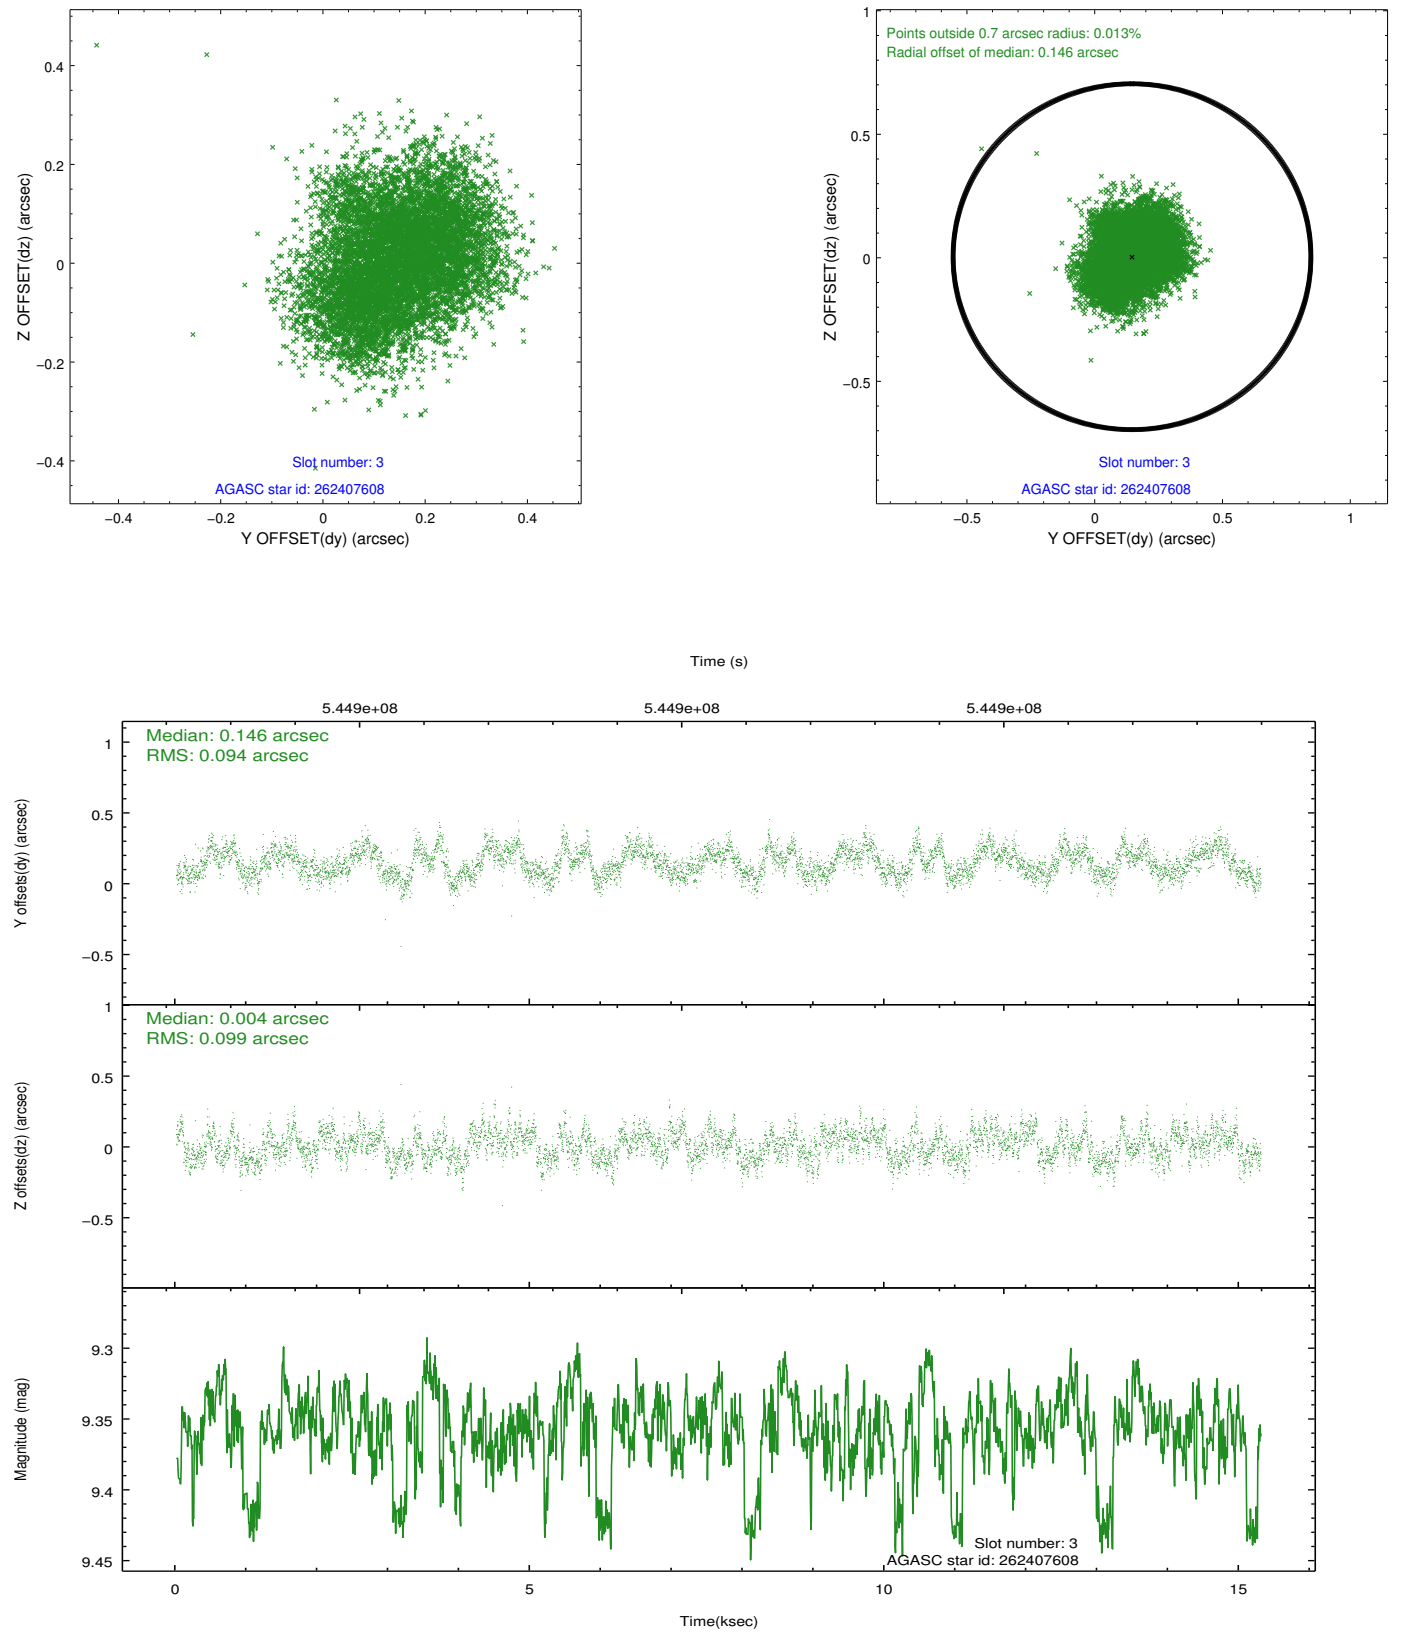 0.4
0.2
0
−0.2
−0.4
Z OFFSET(dz) (arcsec)
Slot number: 3
AGASC star id: 262407608
−0.4
−0.2
0
0.2
0.4
Y OFFSET(dy) (arcsec)
Points outside 0.7 arcsec radius: 0.013%
Radial offset of median: 0.146 arcsec
1
0.5
0
−0.5
Z OFFSET(dz) (arcsec)
Slot number: 3
AGASC star id: 262407608
−0.5
0
0.5
1
Y OFFSET(dy) (arcsec)
Time (s)
5.449e+08
5.449e+08
5.449e+08
Median: 0.146 arcsec
RMS: 0.094 arcsec
1
0.5
0
−0.5
Y offsets(dy) (arcsec)
Median: 0.004 arcsec
RMS: 0.099 arcsec
1
0.5
0
−0.5
Z offsets(dz) (arcsec)
9.3
9.35
9.4
9.45
Magnitude (mag)
Slot number: 3
AGASC star id: 262407608
0
5
10
15
Time(ksec)